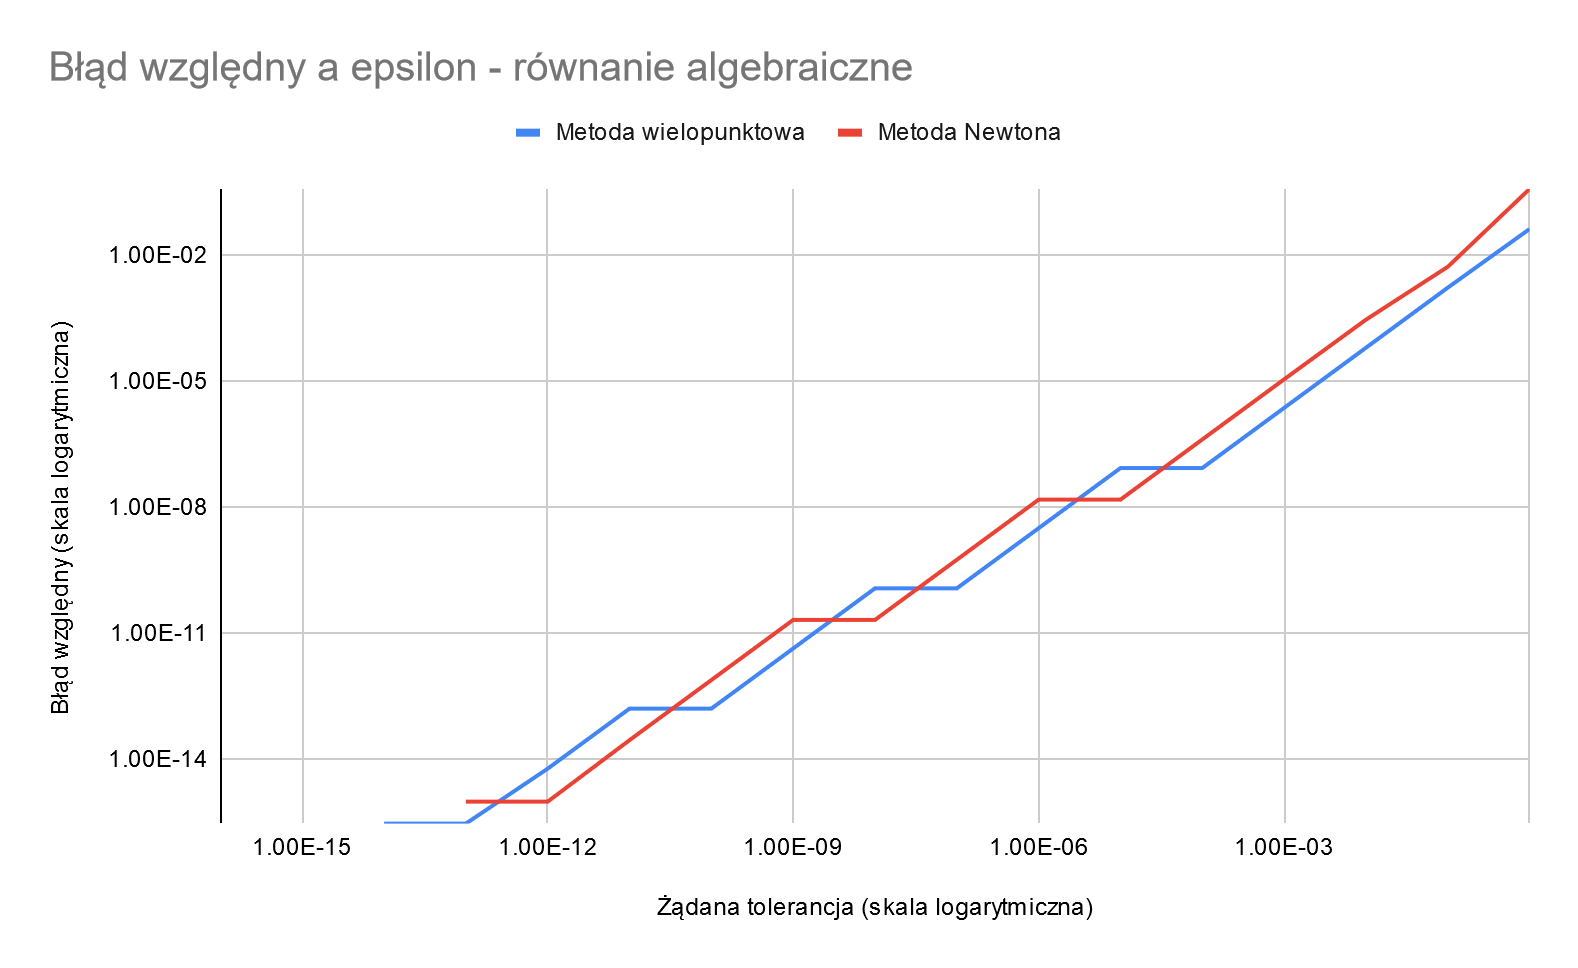 Błąd względny a epsilon - równanie algebraiczne
Metoda wielopunktowa
Metoda Newtona
Błąd względny (skala logarytmiczna)
1.00E-02
1.00E-05
1.00E-08
1.00E-11
1.00E-14
1.00E-15
1.00E-12
1.00E-09
1.00E-06
1.00E-03
Żądana tolerancja (skala logarytmiczna)